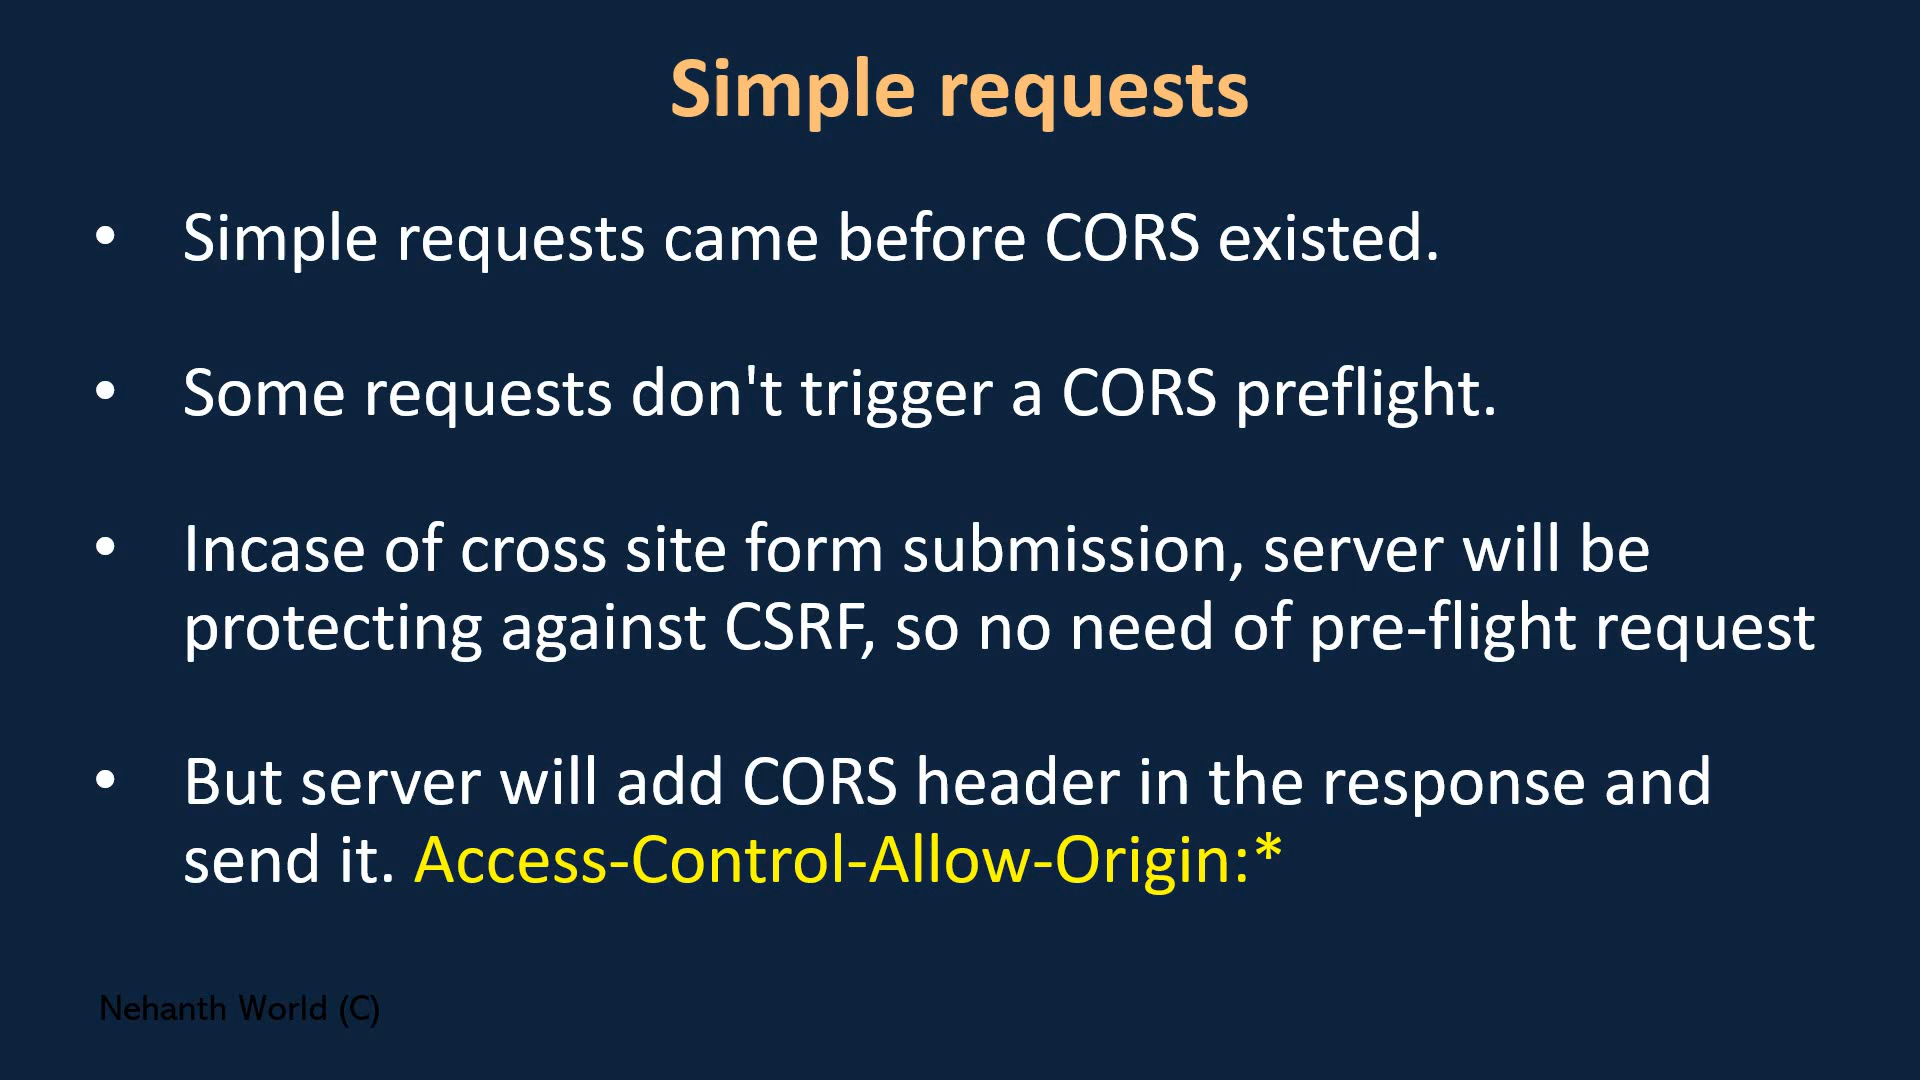 Simple requests
• Simple requests came before CORS existed.
• Some requests don't trigger a CORS preflight.
• Incase of cross site form submission, server will be
protecting against CSRF, so no need of pre-flight request
• But server will add CORS header in the response and
send it. Access-Control-Allow-Origin:*
Nehanth World (C)